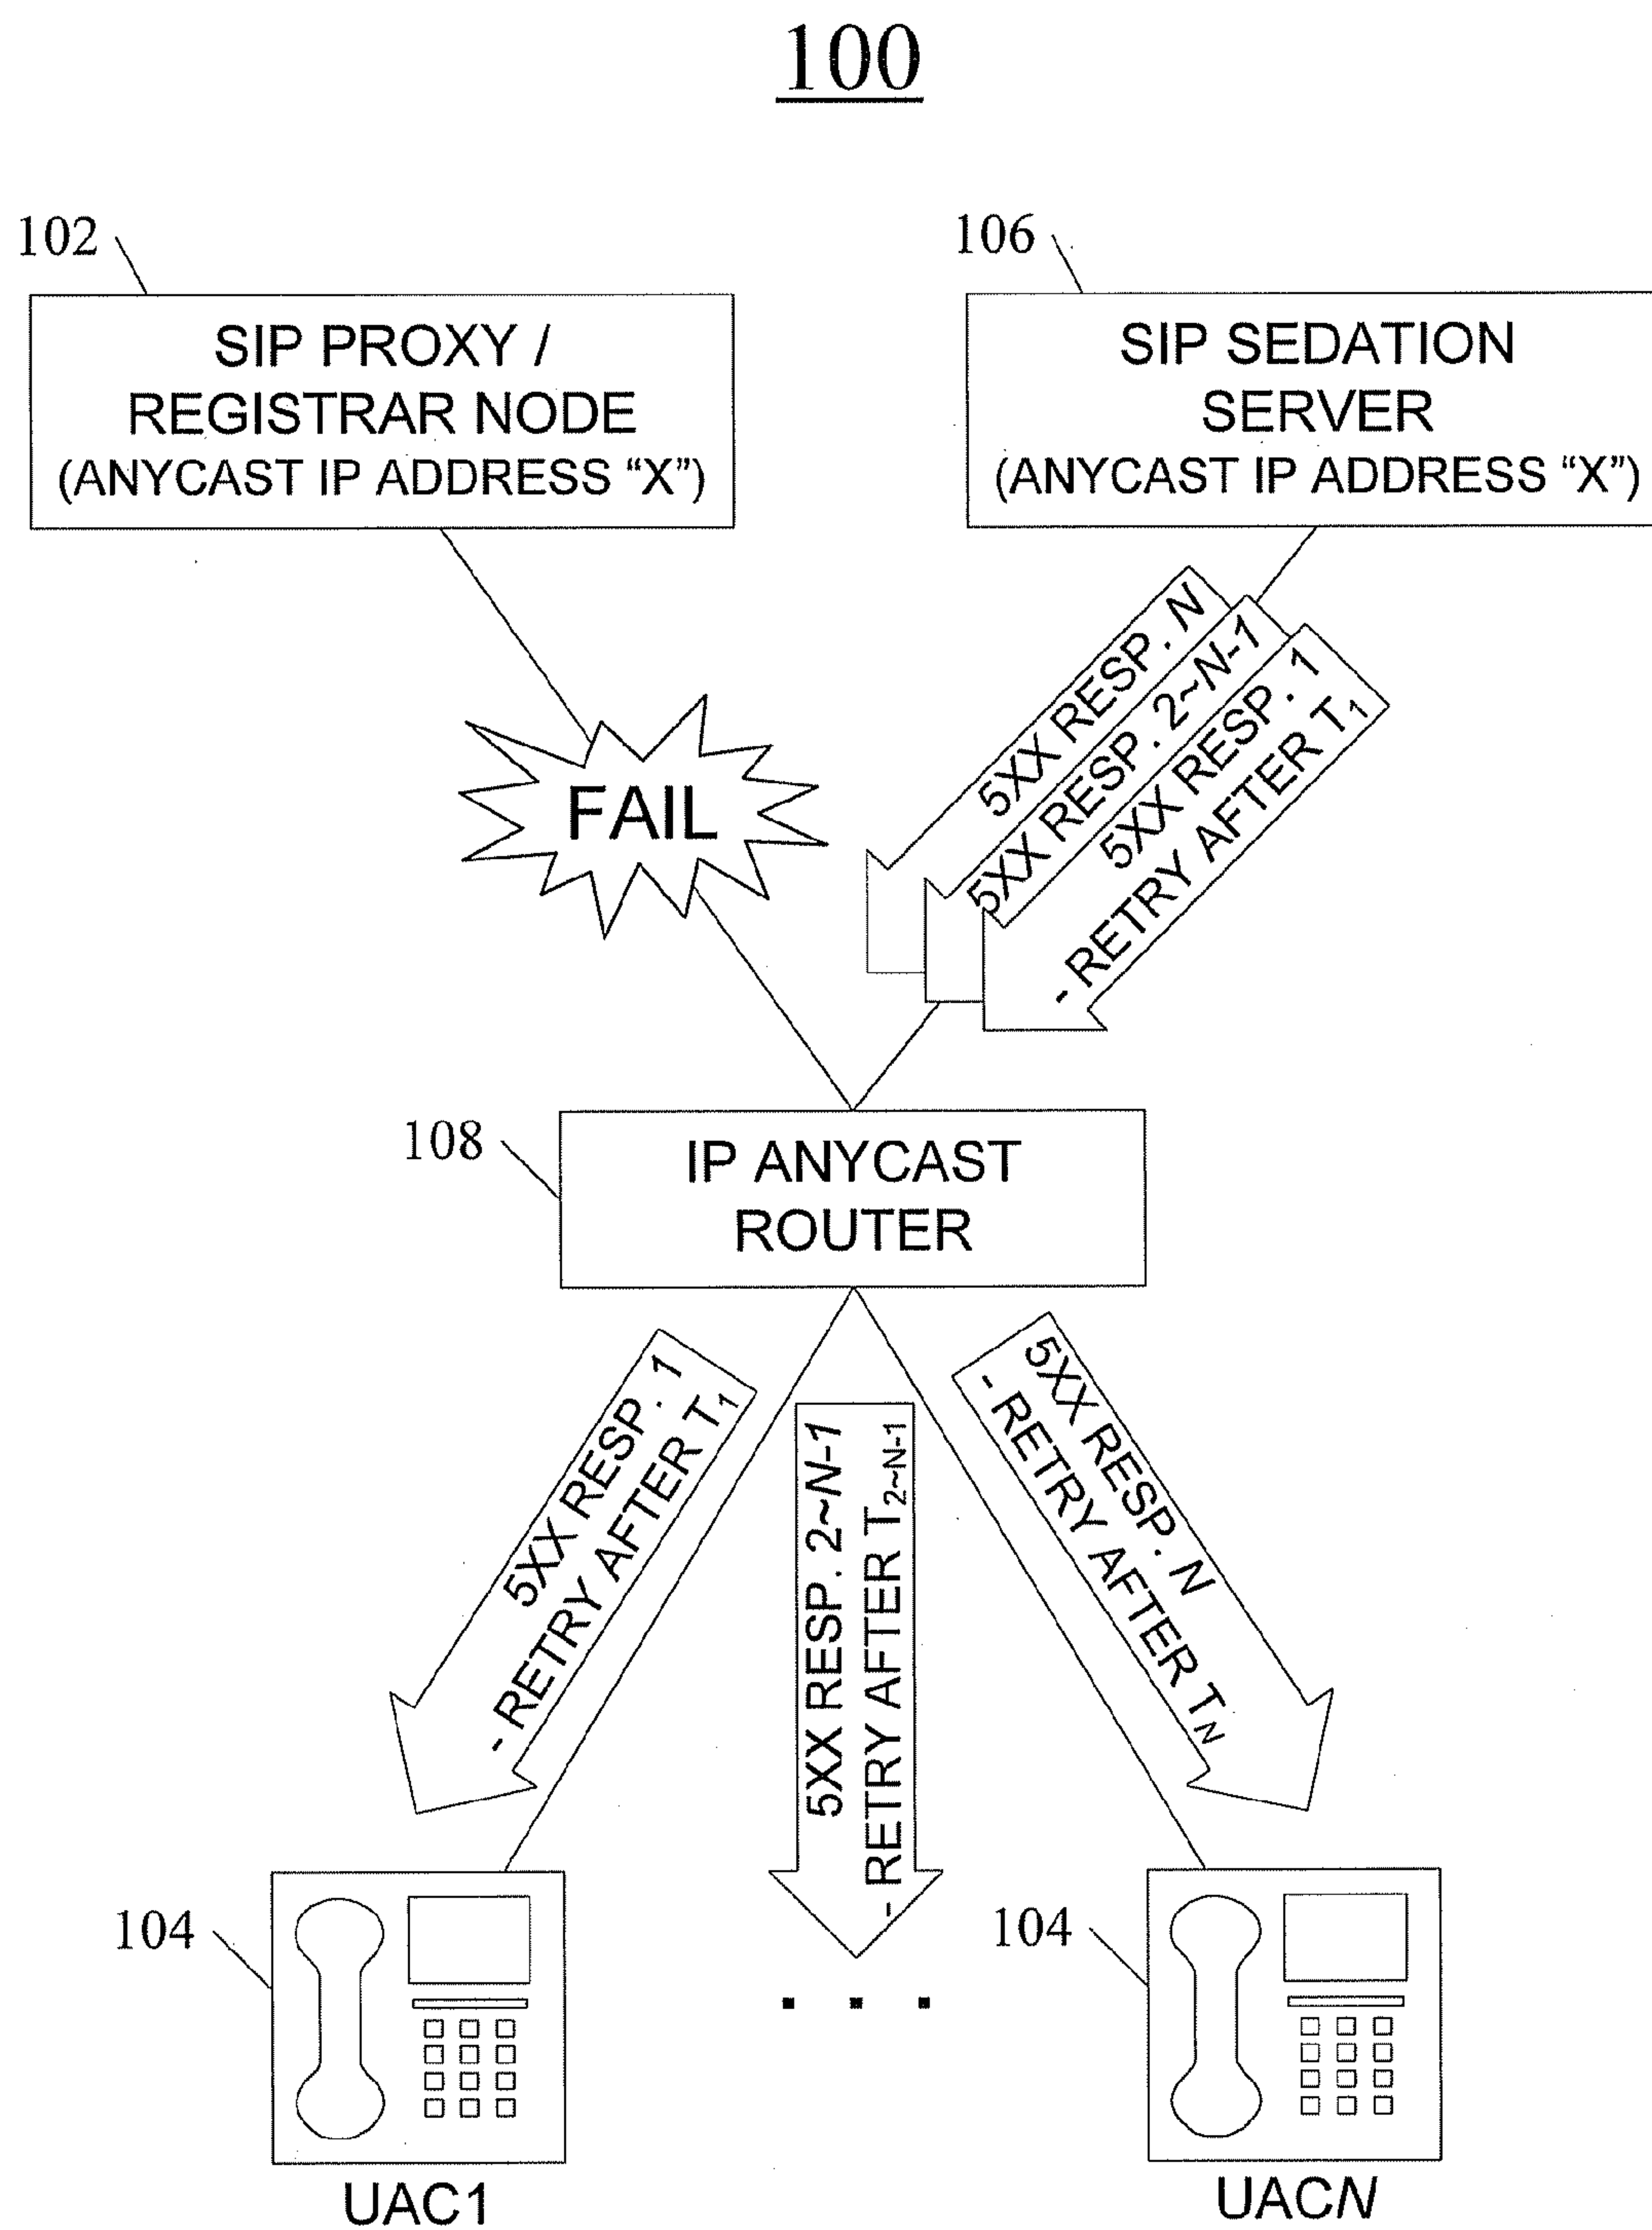 100
102
106
SIP PROXY /
REGISTRAR NODE
(ANYCAST IP ADDRESS “X”)
SIP SEDATION
SERVER
(ANYCAST IP ADDRESS “X”)
5XX RESP. N
5XX RESP. 2~N-1
5XX RESP. 1
- RETRY AFTER T1
FAIL
108
IP ANYCAST
ROUTER
5XX RESP. 1
- RETRY AFTER T1
5XX RESP. 2~N-1
- RETRY AFTER T2~N-1
5XX RESP. N
- RETRY AFTER TN
104
104
UAC1
UACN